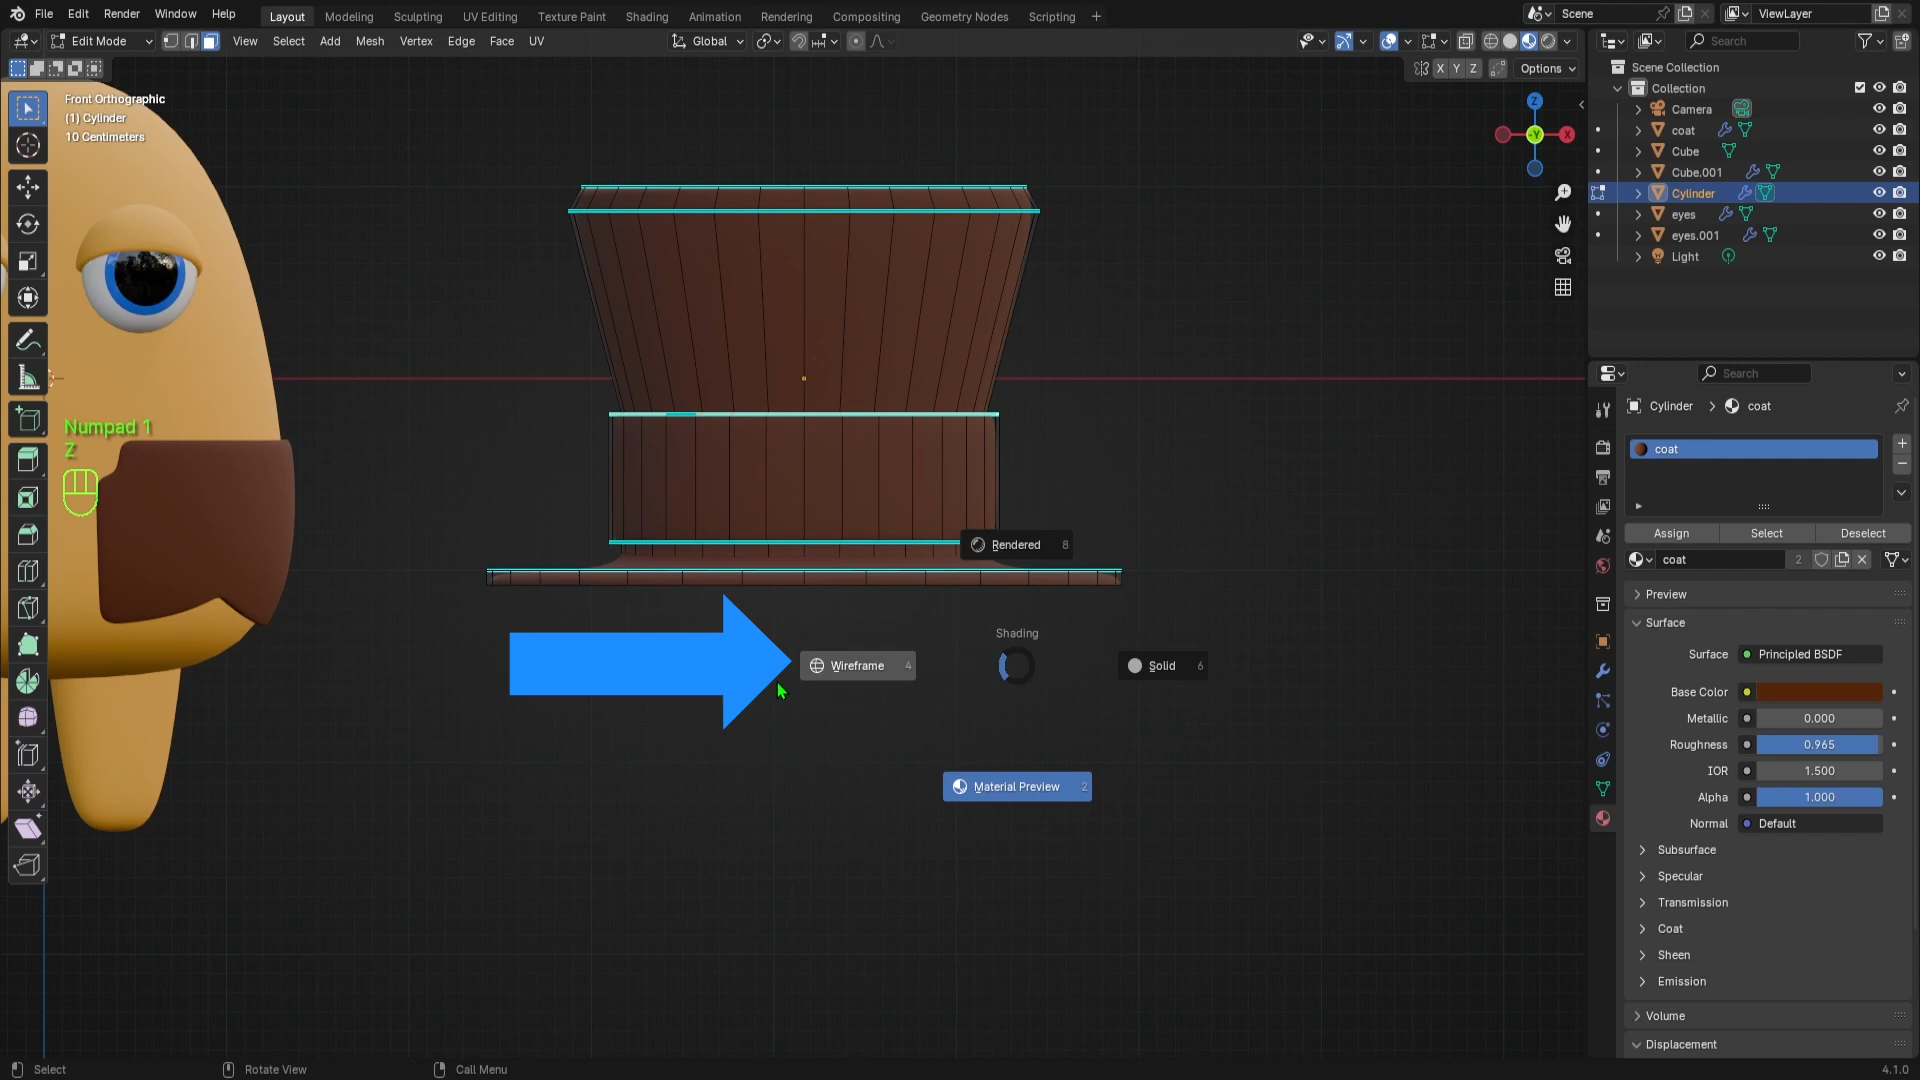 File Edit Render Window Help Layout Modeling Sculpting UV Editing Texture Paint Shading Animation Rendering Compositing Geometry Nodes Scripting + Scene ViewLayer
Edit Mode View Select Add Mesh Vertex Edge Face UV Global Search
X Y Z Options
Front Orthographic
(1) Cylinder
10 Centimeters
Z
-Y
X
Scene Collection
Collection
Camera
coat
Cube
Cube.001
Cylinder
eyes
eyes.001
Light
Numpad 1
Z
Rendered 8
Shading
Wireframe 4
Solid 6
Material Preview 2
Search
Cylinder > coat
coat
Assign Select Deselect
coat 2
Preview
Surface
Surface Principled BSDF
Base Color
Metallic 0.000
Roughness 0.965
IOR 1.500
Alpha 1.000
Normal Default
Subsurface
Specular
Transmission
Coat
Sheen
Emission
Volume
Displacement
Select Rotate View Call Menu 4.1.0